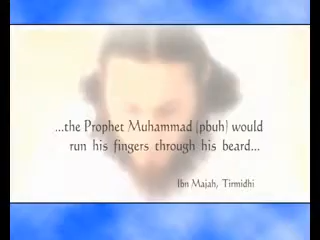 ...the Prophet Muhammad (pbuh) would
run his fingers through his beard...
Ibn Majah, Tirmidhi